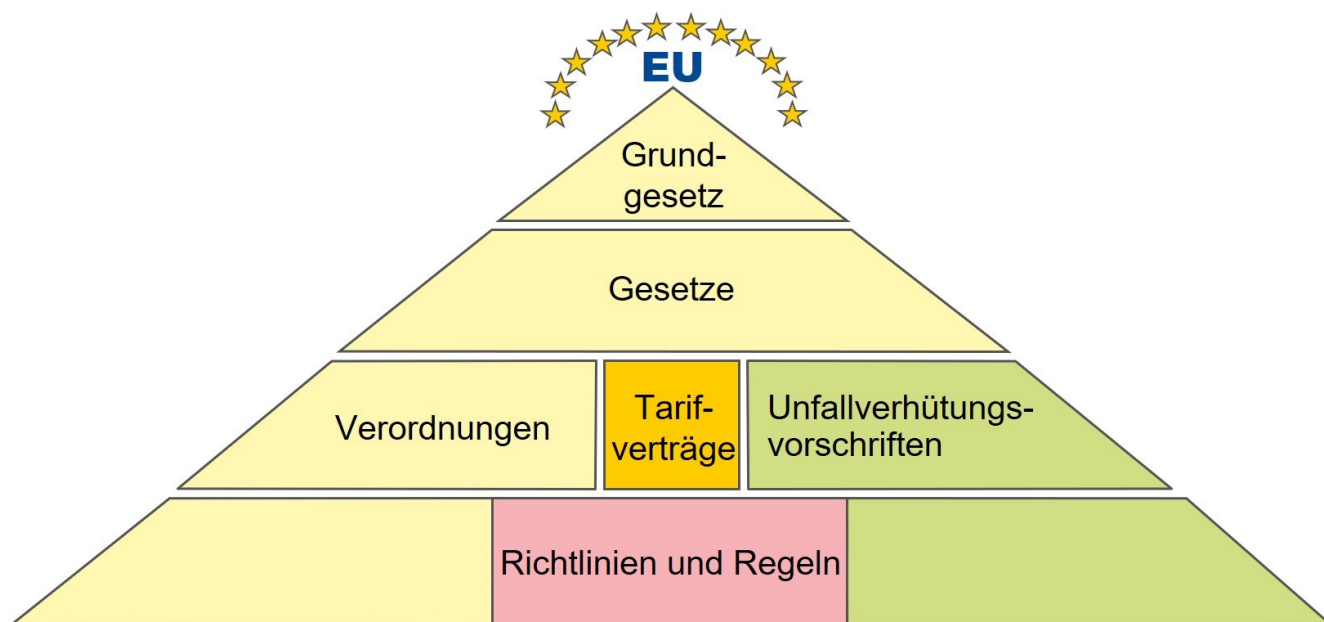 EU
Grund-
gesetz
Gesetze
Verordnungen
Tarif-
verträge
Unfallverhütungs-
vorschriften
Richtlinien und Regeln